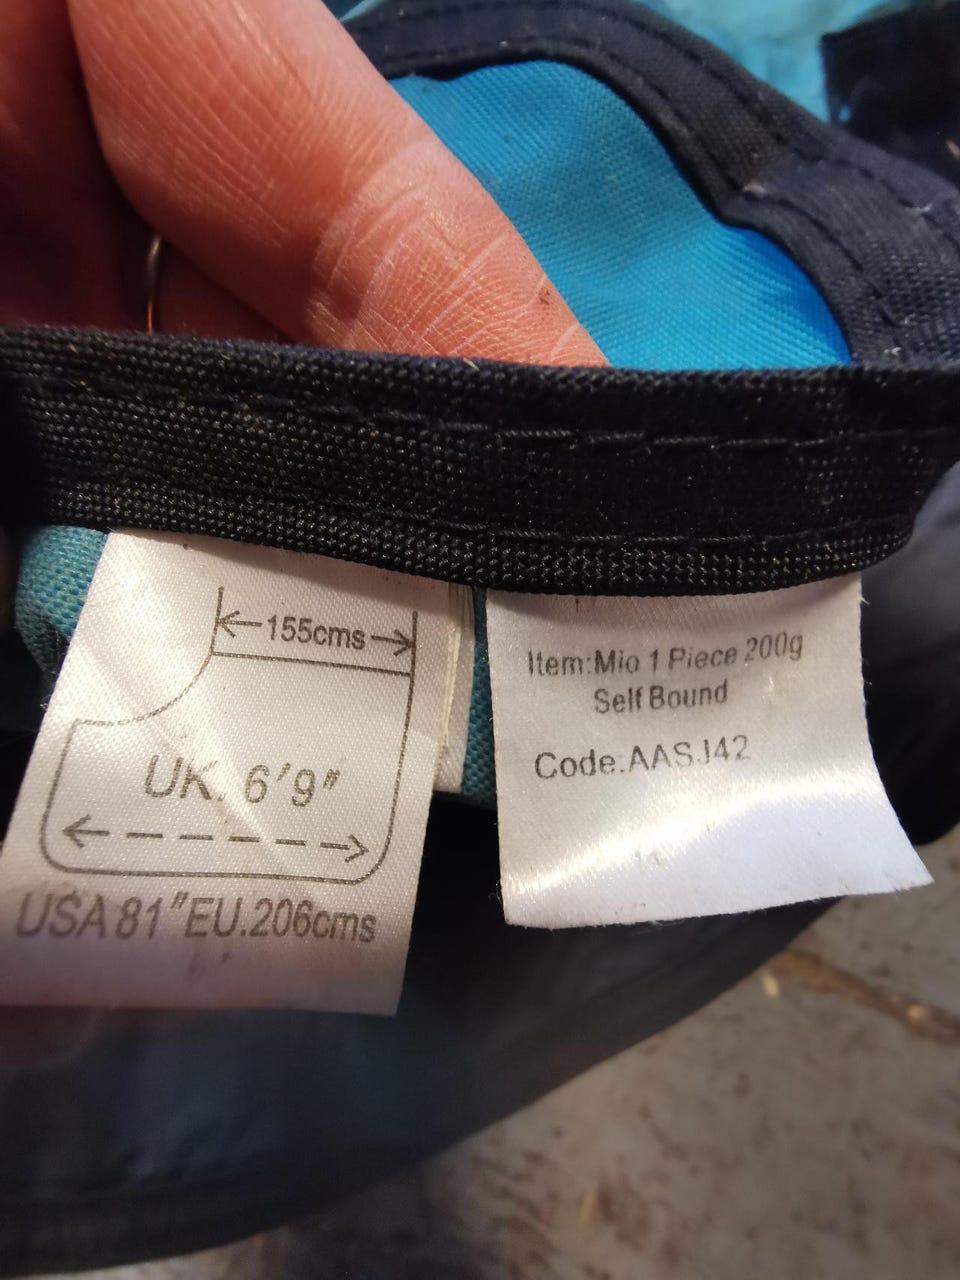 155cms
UK. 6'9"
USA 81" EU.206cms
Item:Mio 1 Piece 200g
Self Bound
Code:AASJ42